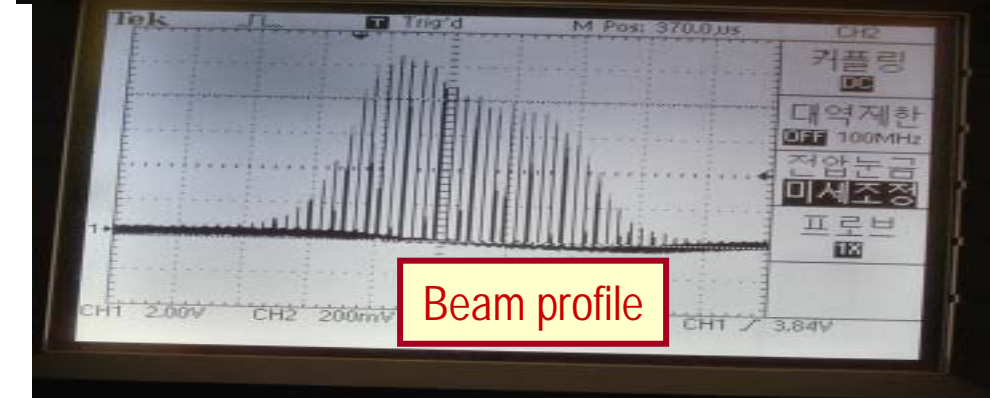 Tek T Trig'd M Pos: 370.0µs CH2
커플링
DC
대역제한
OFF 100MHz
전압눈금
미세조정
프로브
1X
1
Beam profile
CH1 2.00V CH2 200mV CH1 / 3.84V